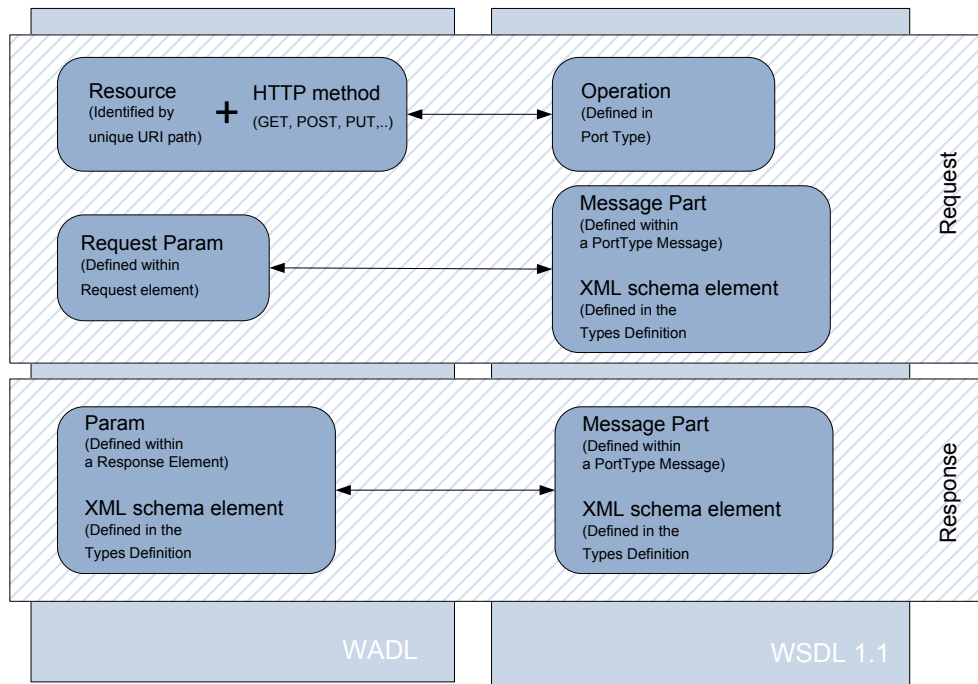 Resource
(Identified by
unique URI path)
+
HTTP method
(GET, POST, PUT,..)
Operation
(Defined in
Port Type)
Request Param
(Defined within
Request element)
Message Part
(Defined within
a PortType Message)
XML schema element
(Defined in the
Types Definition
Request
Param
(Defined within
a Response Element)
XML schema element
(Defined in the
Types Definition
Message Part
(Defined within
a PortType Message)
XML schema element
(Defined in the
Types Definition
Response
WADL
WSDL 1.1